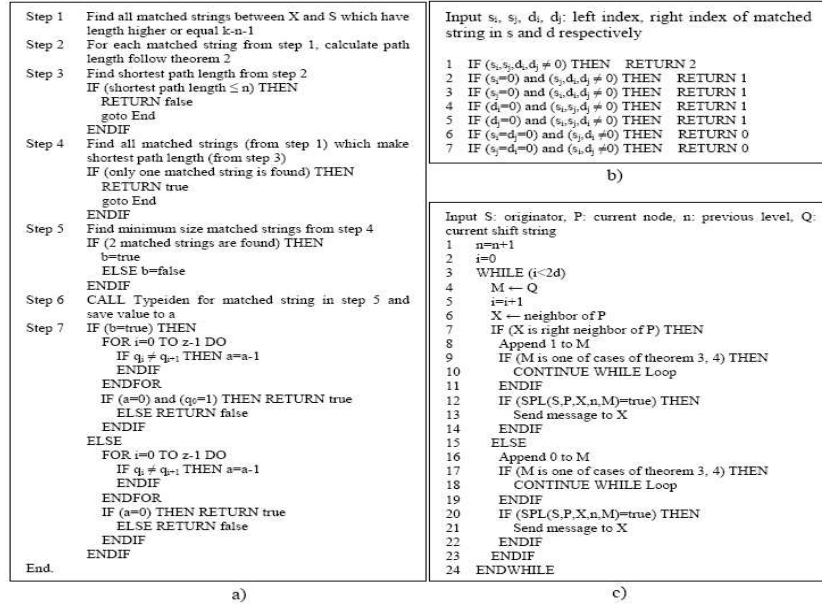 Step 1 Find all matched strings between X and S which have
length higher or equal k-n-1
Step 2 For each matched string from step 1, calculate path
length follow theorem 2
Step 3 Find shortest path length from step 2
IF (shortest path length ≤ n) THEN
RETURN false
goto End
ENDIF
Step 4 Find all matched strings (from step 1) which make
shortest path length (from step 3)
IF (only one matched string is found) THEN
RETURN true
goto End
ENDIF
Step 5 Find minimum size matched strings from step 4
IF (2 matched strings are found) THEN
b=true
ELSE b=false
ENDIF
Step 6 CALL Typeiden for matched string in step 5 and
save value to a
Step 7 IF (b=true) THEN
FOR i=0 TO z-1 DO
IF qᵢ ≠ qᵢ₊₁ THEN a=a-1
ENDIF
ENDFOR
IF (a=0) and (q₀=1) THEN RETURN true
ELSE RETURN false
ENDIF
ELSE
FOR i=0 TO z-1 DO
IF qᵢ ≠ qᵢ₊₁ THEN a=a-1
ENDIF
ENDFOR
IF (a=0) THEN RETURN true
ELSE RETURN false
ENDIF
ENDIF
End.
a)
Input sᵢ, sⱼ, dᵢ, dⱼ: left index, right index of matched
string in s and d respectively
1 IF (sᵢ,sⱼ,dᵢ,dⱼ ≠ 0) THEN RETURN 2
2 IF (sᵢ=0) and (sⱼ,dᵢ,dⱼ ≠ 0) THEN RETURN 1
3 IF (sⱼ=0) and (sᵢ,dᵢ,dⱼ ≠ 0) THEN RETURN 1
4 IF (dᵢ=0) and (sᵢ,sⱼ,dⱼ ≠ 0) THEN RETURN 1
5 IF (dⱼ=0) and (sᵢ,sⱼ,dᵢ ≠ 0) THEN RETURN 1
6 IF (sᵢ=dⱼ=0) and (sⱼ,dᵢ ≠0) THEN RETURN 0
7 IF (sⱼ=dᵢ=0) and (sᵢ,dⱼ ≠0) THEN RETURN 0
b)
Input S: originator, P: current node, n: previous level, Q:
current shift string
1 n=n+1
2 i=0
3 WHILE (i<2d)
4 M ← Q
5 i=i+1
6 X ← neighbor of P
7 IF (X is right neighbor of P) THEN
8 Append 1 to M
9 IF (M is one of cases of theorem 3, 4) THEN
10 CONTINUE WHILE Loop
11 ENDIF
12 IF (SPL(S,P,X,n,M)=true) THEN
13 Send message to X
14 ENDIF
15 ELSE
16 Append 0 to M
17 IF (M is one of cases of theorem 3, 4) THEN
18 CONTINUE WHILE Loop
19 ENDIF
20 IF (SPL(S,P,X,n,M)=true) THEN
21 Send message to X
22 ENDIF
23 ENDIF
24 ENDWHILE
c)